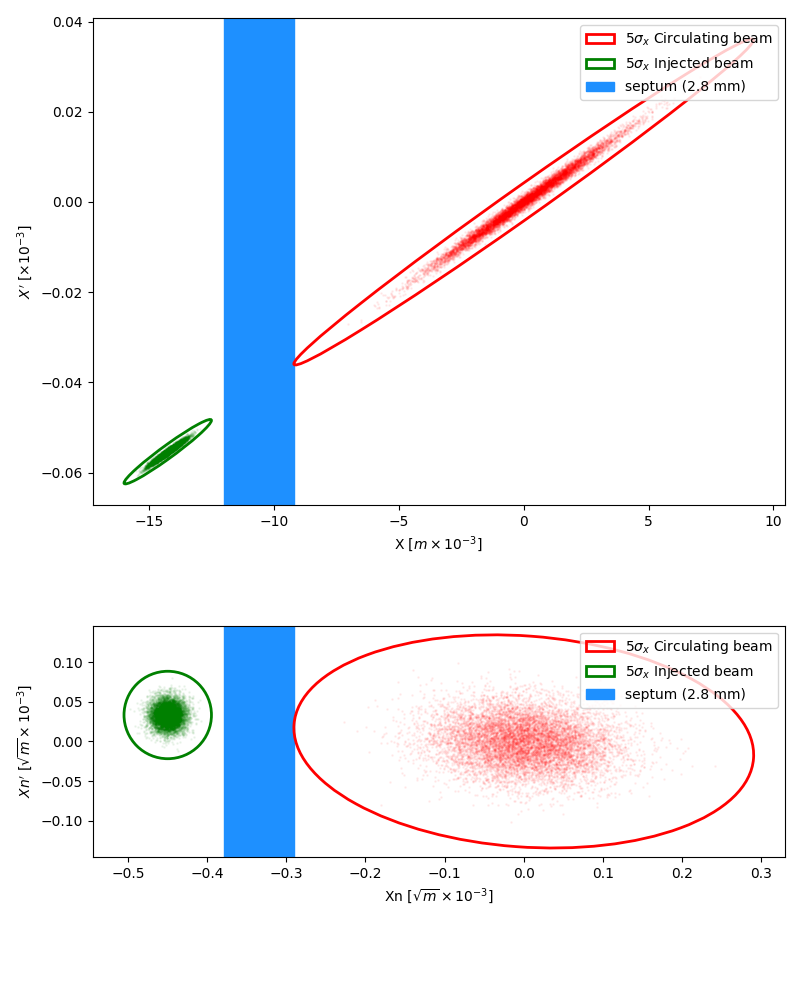 0.04
0.02
0.00
−0.02
−0.04
−0.06
X′ [×10⁻³]
5σₓ Circulating beam
5σₓ Injected beam
septum (2.8 mm)
−15 −10 −5 0 5 10
X [m × 10⁻³]
0.10
0.05
0.00
−0.05
−0.10
Xn′ [√m × 10⁻³]
5σₓ Circulating beam
5σₓ Injected beam
septum (2.8 mm)
−0.5 −0.4 −0.3 −0.2 −0.1 0.0 0.1 0.2 0.3
Xn [√m × 10⁻³]